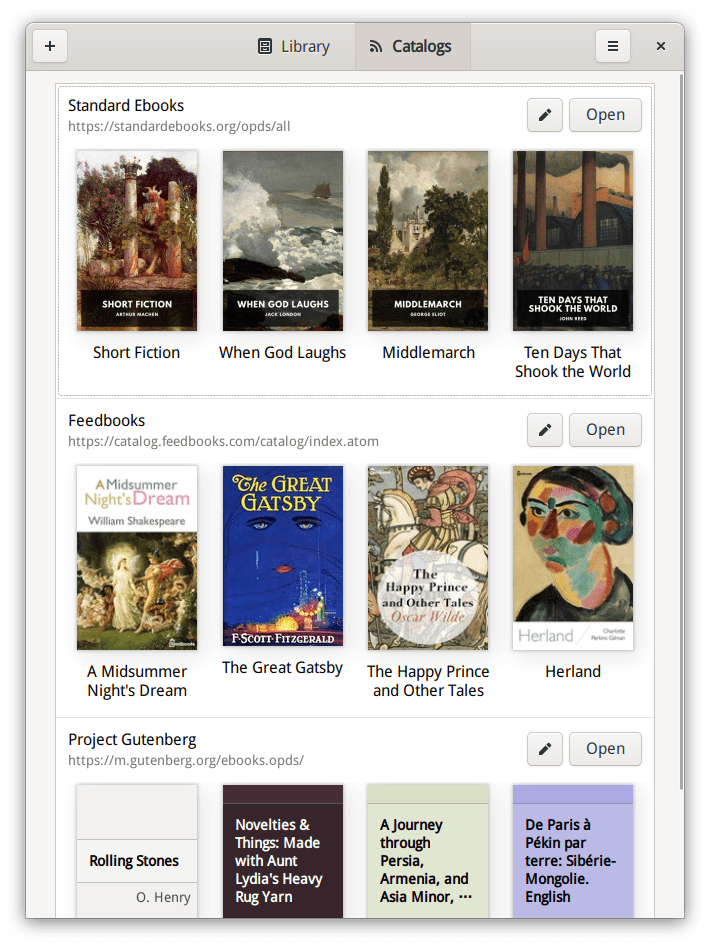 Library
Catalogs
Standard Ebooks
https://standardebooks.org/opds/all
Open
SHORT FICTION
ARTHUR MACHEN
WHEN GOD LAUGHS
JACK LONDON
MIDDLEMARCH
GEORGE ELIOT
TEN DAYS THAT
SHOOK THE WORLD
JOHN REED
Short Fiction
When God Laughs
Middlemarch
Ten Days That
Shook the World
Feedbooks
https://catalog.feedbooks.com/catalog/index.atom
Open
A Midsummer
Night's Dream
William Shakespeare
feedbooks
The GREAT
GATSBY
F·SCOTT·FITZGERALD
The
Happy Prince
and Other Tales
Oscar Wilde
Herland
Charlotte
Perkins Gilman
A Midsummer
Night's Dream
The Great Gatsby
The Happy Prince
and Other Tales
Herland
Project Gutenberg
https://m.gutenberg.org/ebooks.opds/
Open
Rolling Stones
O. Henry
Novelties &
Things: Made
with Aunt
Lydia's Heavy
Rug Yarn
A Journey
through
Persia,
Armenia, and
Asia Minor, ···
De Paris à
Pékin par
terre: Sibérie-
Mongolie.
English